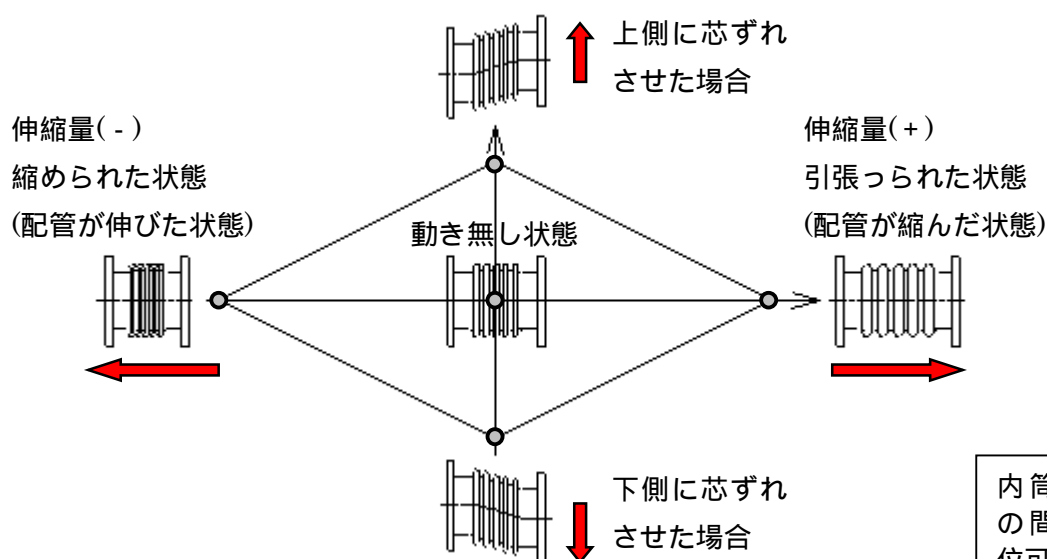 上側に芯ずれ
させた場合
伸縮量( - )
縮められた状態
(配管が伸びた状態)
伸縮量( + )
引張っられた状態
(配管が縮んだ状態)
動き無し状態
下側に芯ずれ
させた場合
内筒
の間